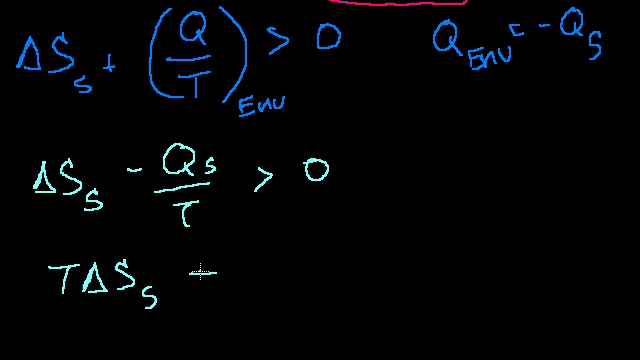 ΔS_S + (Q/T)_Env > 0 Q_Env = -Q_S
ΔS_S - Q_S/T > 0
TΔS_S -